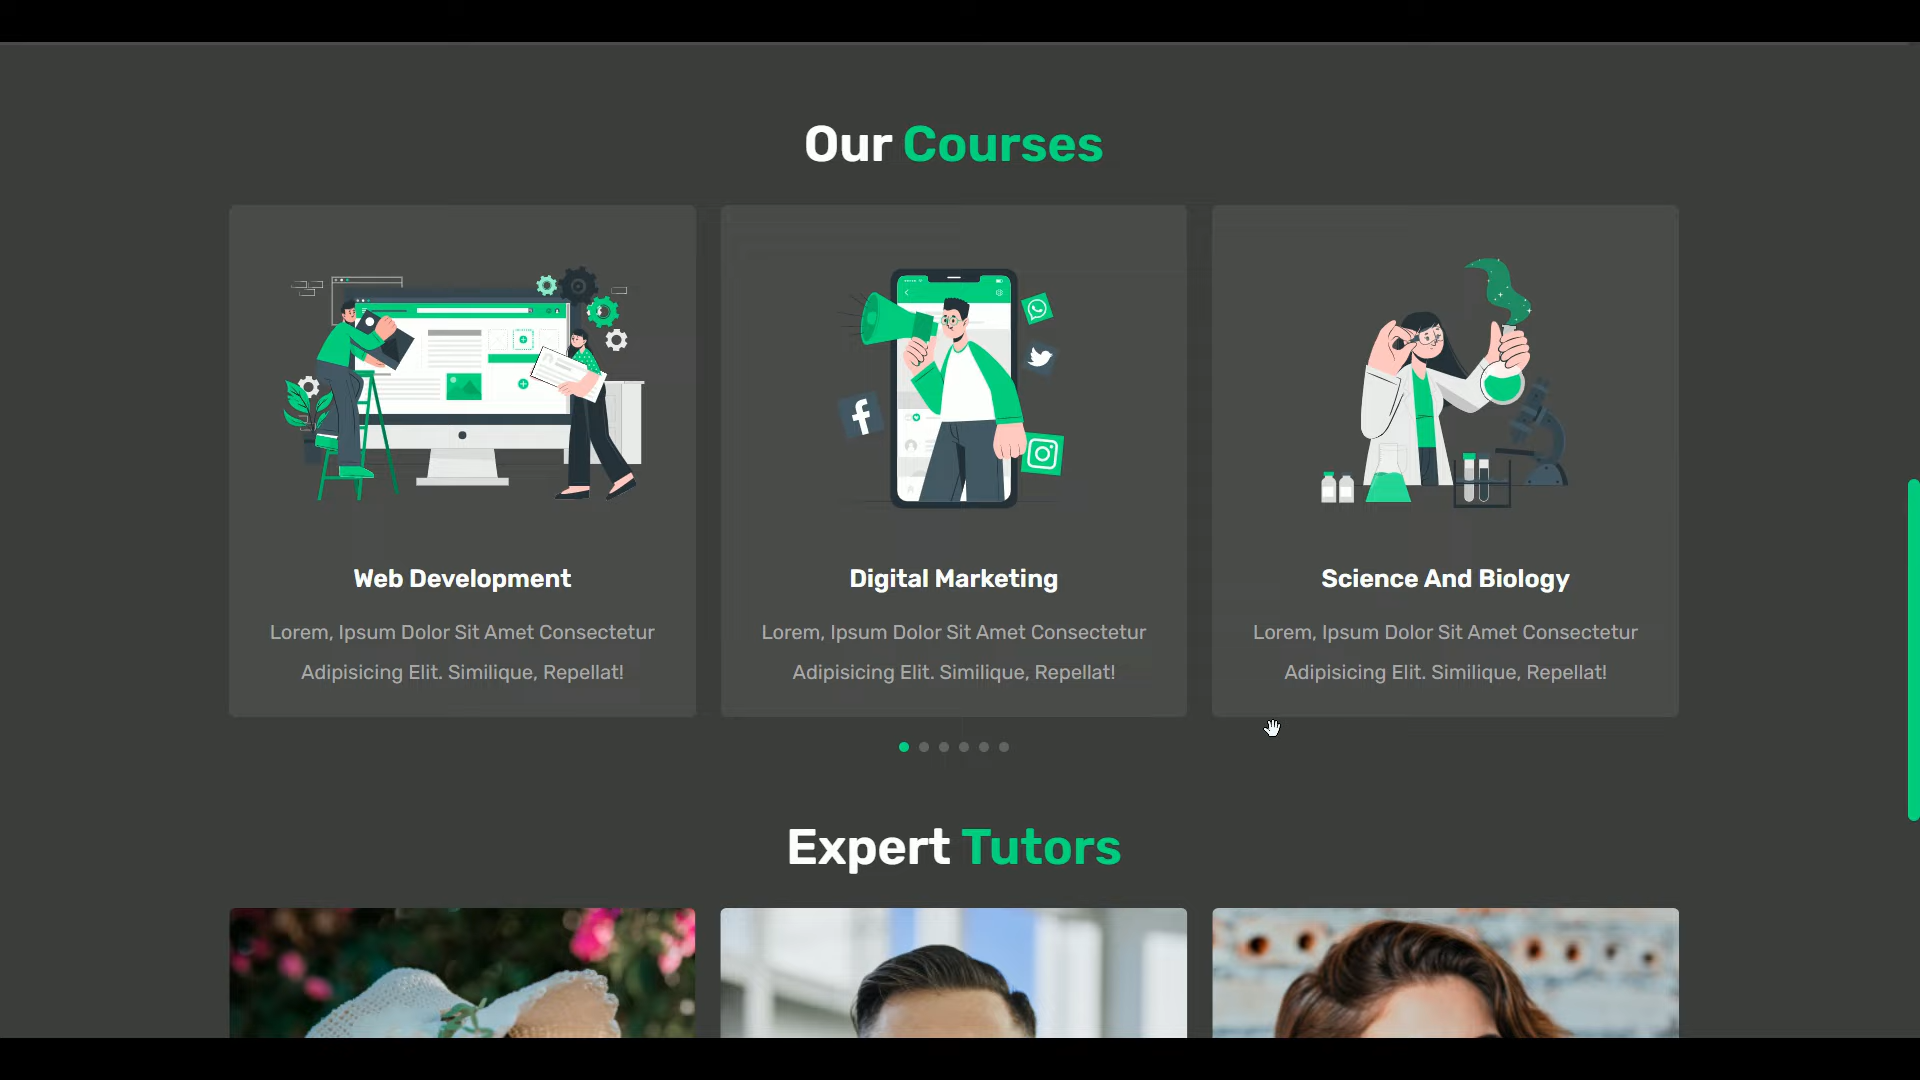 Our Courses
Web Development
Lorem, Ipsum Dolor Sit Amet Consectetur
Adipisicing Elit. Similique, Repellat!
Digital Marketing
Lorem, Ipsum Dolor Sit Amet Consectetur
Adipisicing Elit. Similique, Repellat!
Science And Biology
Lorem, Ipsum Dolor Sit Amet Consectetur
Adipisicing Elit. Similique, Repellat!
Expert Tutors